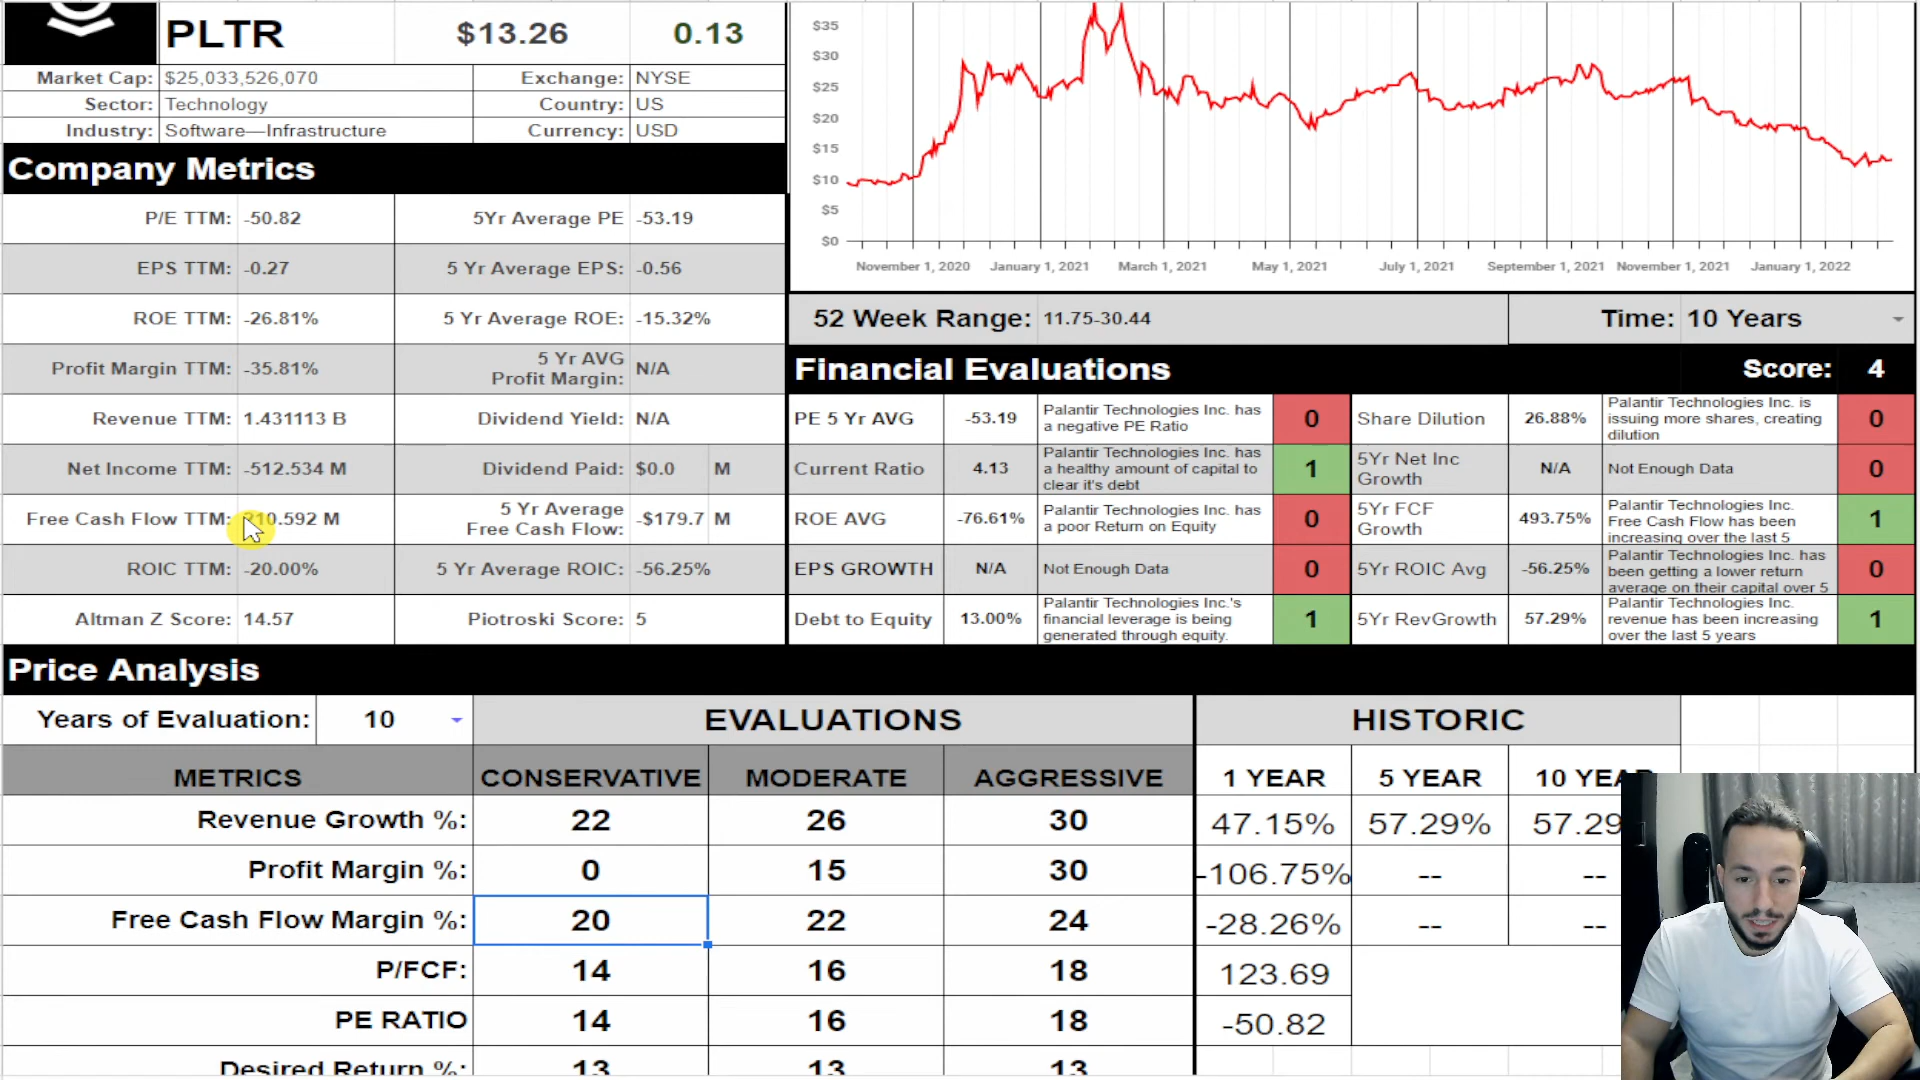 PLTR $13.26 0.13
Market Cap: $25,033,526,070 Exchange: NYSE
Sector: Technology Country: US
Industry: Software—Infrastructure Currency: USD
Company Metrics
P/E TTM: -50.82 5Yr Average PE -53.19
EPS TTM: -0.27 5 Yr Average EPS: -0.56
ROE TTM: -26.81% 5 Yr Average ROE: -15.32%
Profit Margin TTM: -35.81% 5 Yr AVG Profit Margin: N/A
Revenue TTM: 1.431113 B Dividend Yield: N/A
Net Income TTM: -512.534 M Dividend Paid: $0.0 M
Free Cash Flow TTM: 10.592 M 5 Yr Average Free Cash Flow: -$179.7 M
ROIC TTM: -20.00% 5 Yr Average ROIC: -56.25%
Altman Z Score: 14.57 Piotroski Score: 5
$35
$30
$25
$20
$15
$10
$5
$0
November 1, 2020 January 1, 2021 March 1, 2021 May 1, 2021 July 1, 2021 September 1, 2021 November 1, 2021 January 1, 2022
52 Week Range: 11.75-30.44 Time: 10 Years
Financial Evaluations Score: 4
PE 5 Yr AVG -53.19 Palantir Technologies Inc. has a negative PE Ratio 0 Share Dilution 26.88% Palantir Technologies Inc. is issuing more shares, creating dilution 0
Current Ratio 4.13 Palantir Technologies Inc. has a healthy amount of capital to clear it's debt 1 5Yr Net Inc Growth N/A Not Enough Data 0
ROE AVG -76.61% Palantir Technologies Inc. has a poor Return on Equity 0 5Yr FCF Growth 493.75% Palantir Technologies Inc. Free Cash Flow has been increasing over the last 5 1
EPS GROWTH N/A Not Enough Data 0 5Yr ROIC Avg -56.25% Palantir Technologies Inc. has been getting a lower return average on their capital over 5 0
Debt to Equity 13.00% Palantir Technologies Inc.'s financial leverage is being generated through equity. 1 5Yr RevGrowth 57.29% Palantir Technologies Inc. revenue has been increasing over the last 5 years 1
Price Analysis
Years of Evaluation: 10 EVALUATIONS HISTORIC
METRICS CONSERVATIVE MODERATE AGGRESSIVE 1 YEAR 5 YEAR 10 YEA
Revenue Growth %: 22 26 30 47.15% 57.29% 57.29
Profit Margin %: 0 15 30 -106.75% -- --
Free Cash Flow Margin %: 20 22 24 -28.26% -- --
P/FCF: 14 16 18 123.69
PE RATIO 14 16 18 -50.82
Desired Return %: 13 13 13